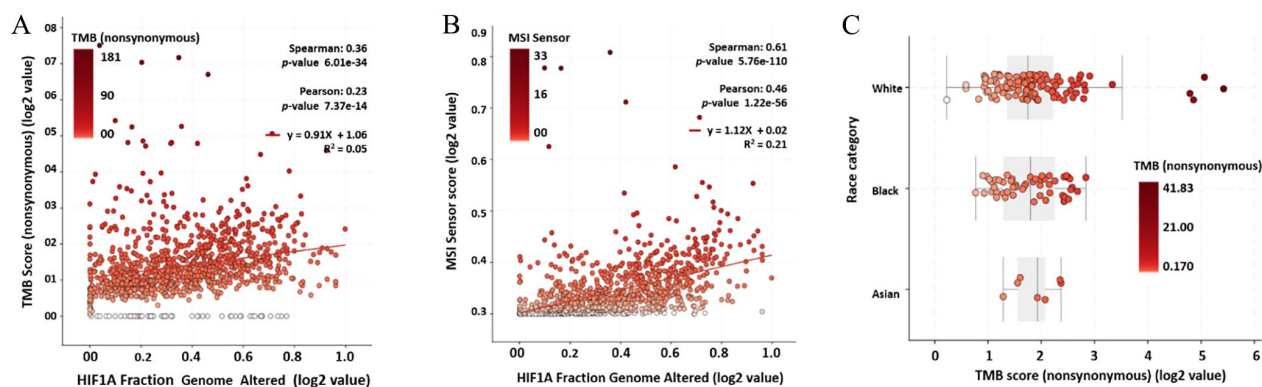 A
TMB (nonsynonymous)
181
90
00
Spearman: 0.36
p-value 6.01e-34
Pearson: 0.23
p-value 7.37e-14
y = 0.91X + 1.06
R² = 0.05
TMB Score (nonsynonymous) (log2 value)
08
07
06
05
04
03
02
01
00
00 0.2 0.4 0.6 0.8 1.0
HIF1A Fraction Genome Altered (log2 value)
B
MSI Sensor
33
16
00
Spearman: 0.61
p-value 5.76e-110
Pearson: 0.46
p-value 1.22e-56
y = 1.12X + 0.02
R² = 0.21
MSI Sensor score (log2 value)
0.9
0.8
0.7
0.6
0.5
0.4
0.3
00 0.2 0.4 0.6 0.8 1.0
HIF1A Fraction Genome Altered (log2 value)
C
Race category
White
Black
Asian
TMB (nonsynonymous)
41.83
21.00
0.170
0 1 2 3 4 5 6
TMB score (nonsynonymous) (log2 value)